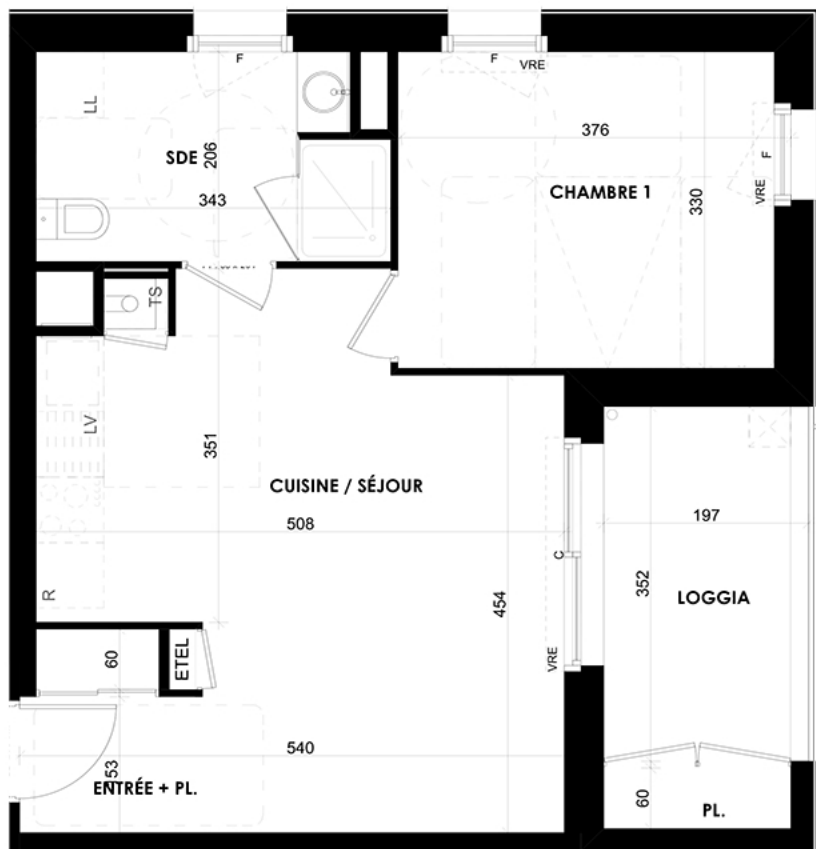 F
F
VRE
LL
SDE
206
343
376
CHAMBRE 1
330
F
VRE
TS
LV
351
CUISINE / SÉJOUR
508
R
454
C
VRE
197
352
LOGGIA
60
ETEL
540
53
ENTRÉE + PL.
60
PL.